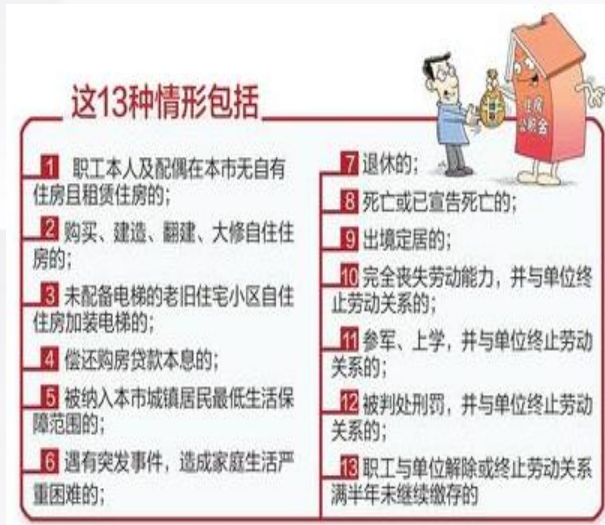 这13种情形包括
住房
公积金
1 职工本人及配偶在本市无自有
住房且租赁住房的;
2 购买、建造、翻建、大修自住住
房的;
3 未配备电梯的老旧住宅小区自住
住房加装电梯的;
4 偿还购房贷款本息的;
5 被纳入本市城镇居民最低生活保
障范围的;
6 遇有突发事件，造成家庭生活严
重困难的;
7 退休的;
8 死亡或已宣告死亡的;
9 出境定居的;
10 完全丧失劳动能力，并与单位终
止劳动关系的;
11 参军、上学，并与单位终止劳动
关系的;
12 被判处刑罚，并与单位终止劳动
关系的;
13 职工与单位解除或终止劳动关系
满半年未继续缴存的